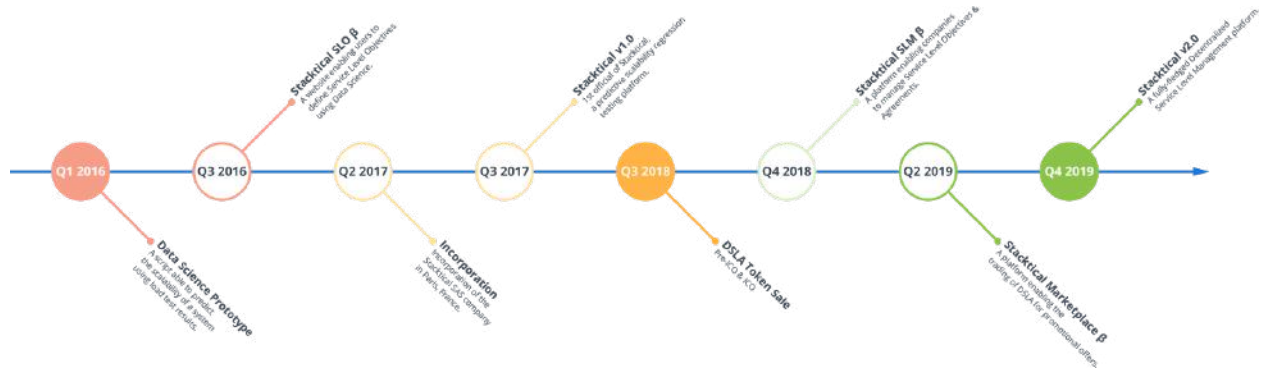 Q1 2016
Data Science Prototype
A script able to predict
the scalability of a system
using load test results.
Q3 2016
Stacktical SLO β
A website enabling users to
define Service Level Objectives
using Data Science.
Q2 2017
Incorporation
Incorporation of the
Stacktical SAS company
in Paris, France.
Q3 2017
Stacktical v1.0
1st official of Stacktical,
a predictive scalability regression
testing platform.
Q3 2018
DSLA Token Sale
Pre-ICO & ICO
Q4 2018
Stacktical SLM β
A platform enabling companies
to manage Service Level Objectives &
Agreements.
Q2 2019
Stacktical Marketplace β
A platform enabling the
trading of DSLA for promotional offers.
Q4 2019
Stacktical v2.0
A fully-fledged Decentralized
Service Level Management platform.